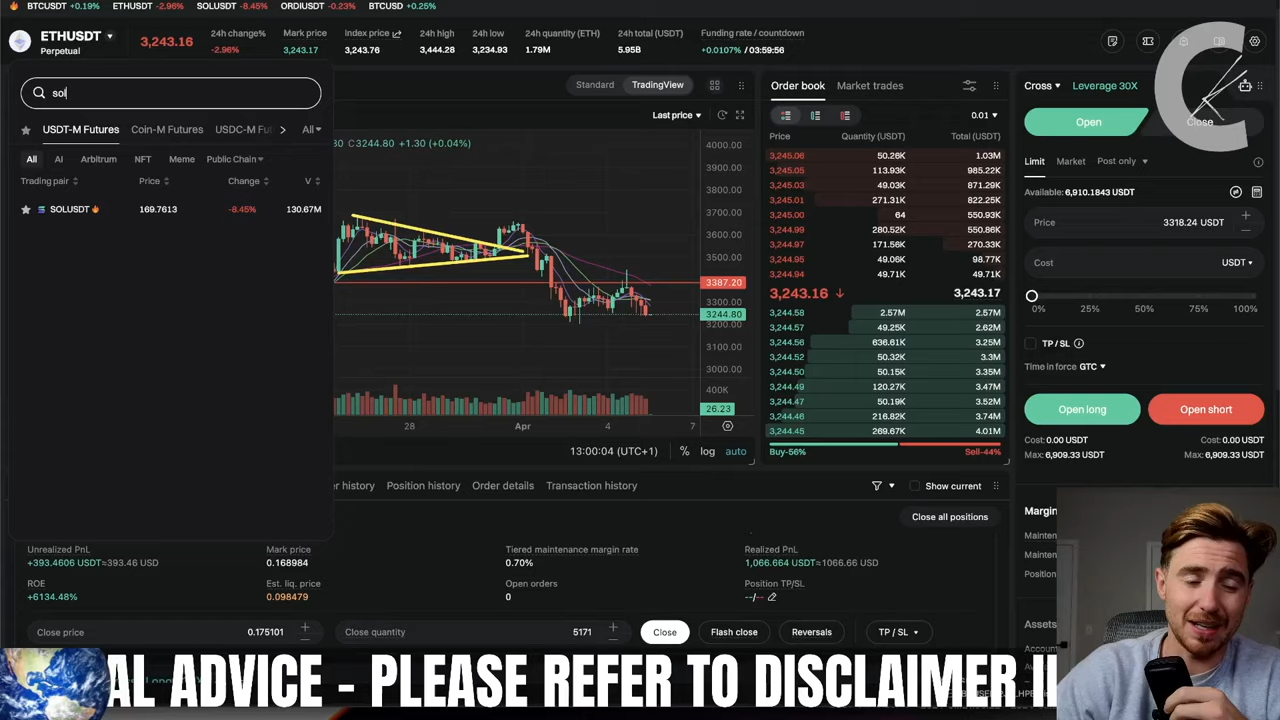 BTCUSDT +0.19% ETHUSDT -2.96% SOLUSDT -8.45% ORDIUSDT -0.23% BTCUSD +0.25%
ETHUSDT
Perpetual
3,243.16
24h change%
-2.96%
Mark price
3,243.17
Index price
3,243.76
24h high
3,444.28
24h low
3,234.93
24h quantity (ETH)
1.79M
24h total (USDT)
5.95B
Funding rate / countdown
+0.0107% / 03:59:56
sol
USDT-M Futures Coin-M Futures USDC-M Fut All
All AI Arbitrum NFT Meme Public Chain
Trading pair Price Change V
SOLUSDT 169.7613 -8.45% 130.67M
Standard TradingView
Last price
80 C3244.80 +1.30 (+0.04%)
4000.00
3900.00
3800.00
3700.00
3600.00
3500.00
3387.20
3300.00
3244.80
3200.00
3100.00
3000.00
400K
26.23
28 Apr 4 7
13:00:04 (UTC+1) % log auto
Order book Market trades
0.01
Price Quantity (USDT) Total (USDT)
3,245.06 50.26K 1.03M
3,245.05 113.93K 985.22K
3,245.03 49.03K 871.29K
3,245.01 271.31K 822.25K
3,245.00 64 550.93K
3,244.99 280.52K 550.86K
3,244.97 171.56K 270.33K
3,244.95 49.06K 98.77K
3,244.94 49.71K 49.71K
3,243.16 3,243.17
3,244.58 2.57M 2.57M
3,244.57 49.25K 2.62M
3,244.56 636.61K 3.25M
3,244.52 50.32K 3.3M
3,244.50 50.15K 3.35M
3,244.49 120.27K 3.47M
3,244.47 50.19K 3.52M
3,244.46 216.82K 3.74M
3,244.45 269.67K 4.01M
Buy-56% Sell-44%
Cross Leverage 30X
Open Close
Limit Market Post only
Available: 6,910.1843 USDT
Price 3318.24 USDT
Cost USDT
0% 25% 50% 75% 100%
TP / SL
Time in force GTC
Open long Open short
Cost: 0.00 USDT Cost: 0.00 USDT
Max: 6,909.33 USDT Max: 6,909.33 USDT
r history Position history Order details Transaction history
Show current
Close all positions
Unrealized PnL
+393.4606 USDT≈393.46 USD
Mark price
0.168984
Tiered maintenance margin rate
0.70%
Realized PnL
1,066.664 USDT≈1066.66 USD
ROE
+6134.48%
Est. liq. price
0.098479
Open orders
0
Position TP/SL
--/--
Close price 0.175101
Close quantity 5171
Close Flash close Reversals TP / SL
Margin
Mainten
Mainten
Position
Assets
AL ADVICE - PLEASE REFER TO DISCLAIMER I